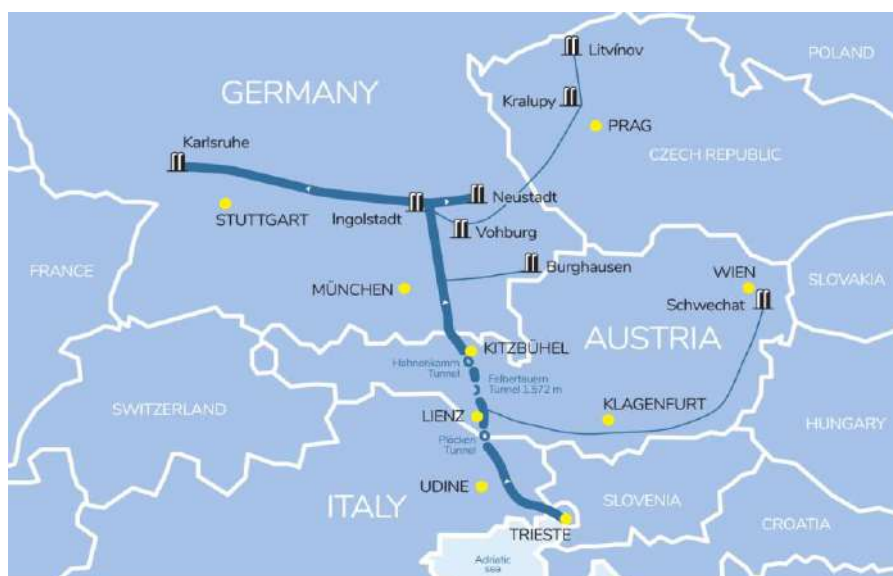 Litvínov
POLAND
GERMANY
Kralupy
PRAG
Karlsruhe
CZECH REPUBLIC
Neustadt
STUTTGART
Ingolstadt
Vohburg
FRANCE
Burghausen
WIEN
SLOVAKIA
MÜNCHEN
Schwechat
AUSTRIA
KITZBÜHEL
Hahnenkamm
Tunnel
Felbertauern
Tunnel 1.572 m
SWITZERLAND
LIENZ
KLAGENFURT
HUNGARY
Plöcken
Tunnel
UDINE
ITALY
SLOVENIA
TRIESTE
CROATIA
Adriatic
sea